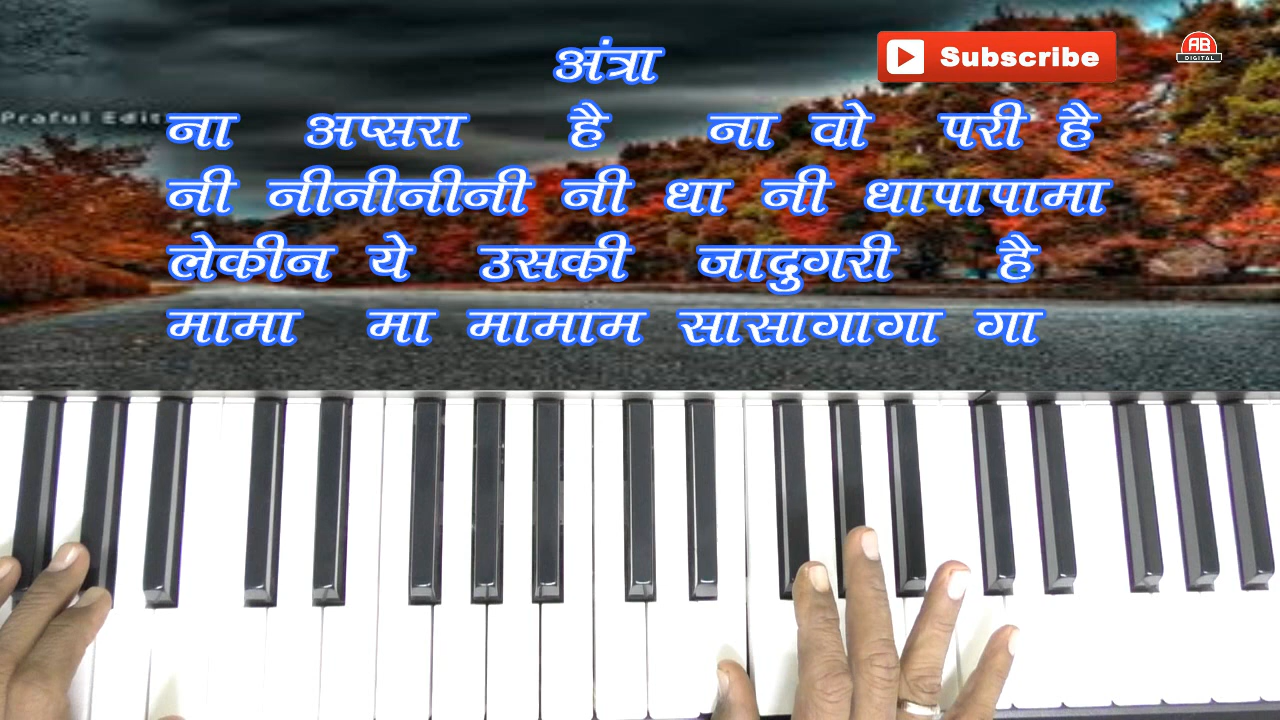 अंत्रा
Subscribe
AB
DIGITAL
Praful Edit
ना अप्सरा है ना वो परी है
नी नीनीनीनी नी धा नी धापापामा
लेकीन ये उसकी जादुगरी है
मामा मा मामाम सासागागागा गा